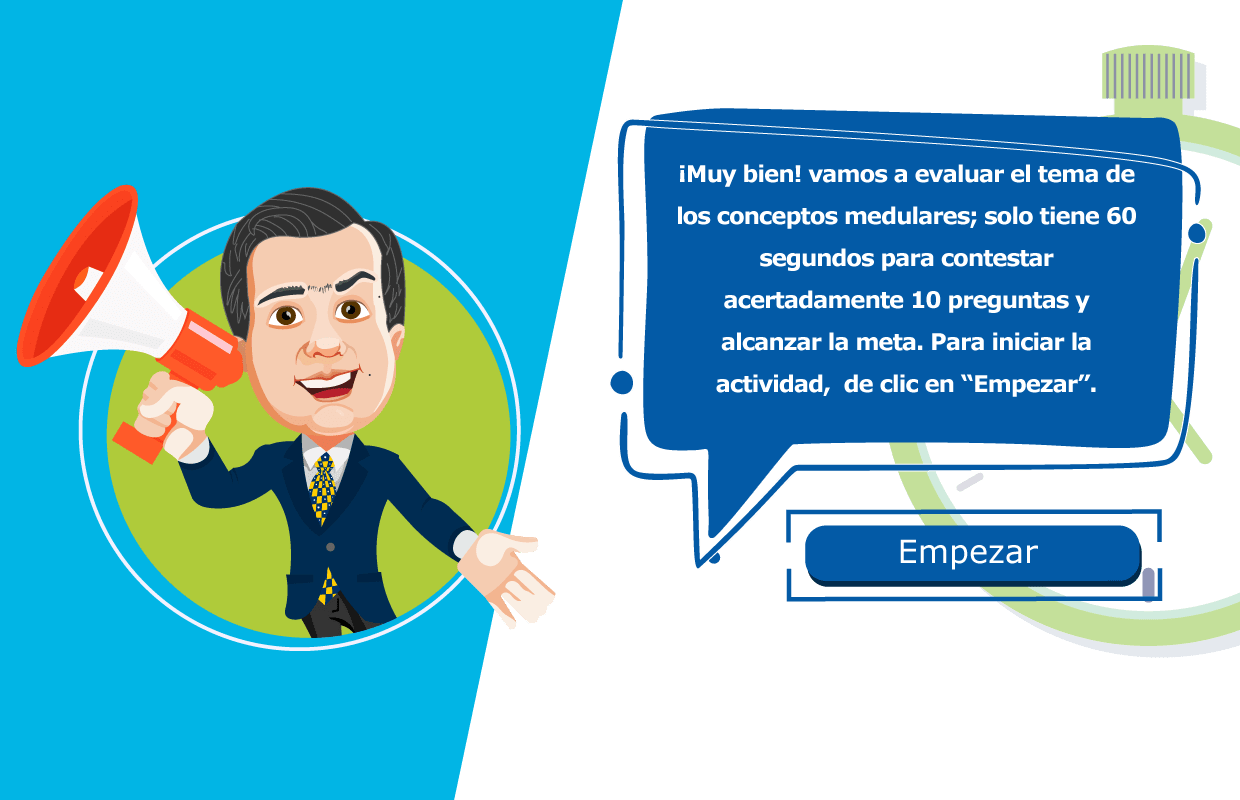 ¡Muy bien! vamos a evaluar el tema de
los conceptos medulares; solo tiene 60
segundos para contestar
acertadamente 10 preguntas y
alcanzar la meta. Para iniciar la
actividad,  de clic en “Empezar”.
Empezar